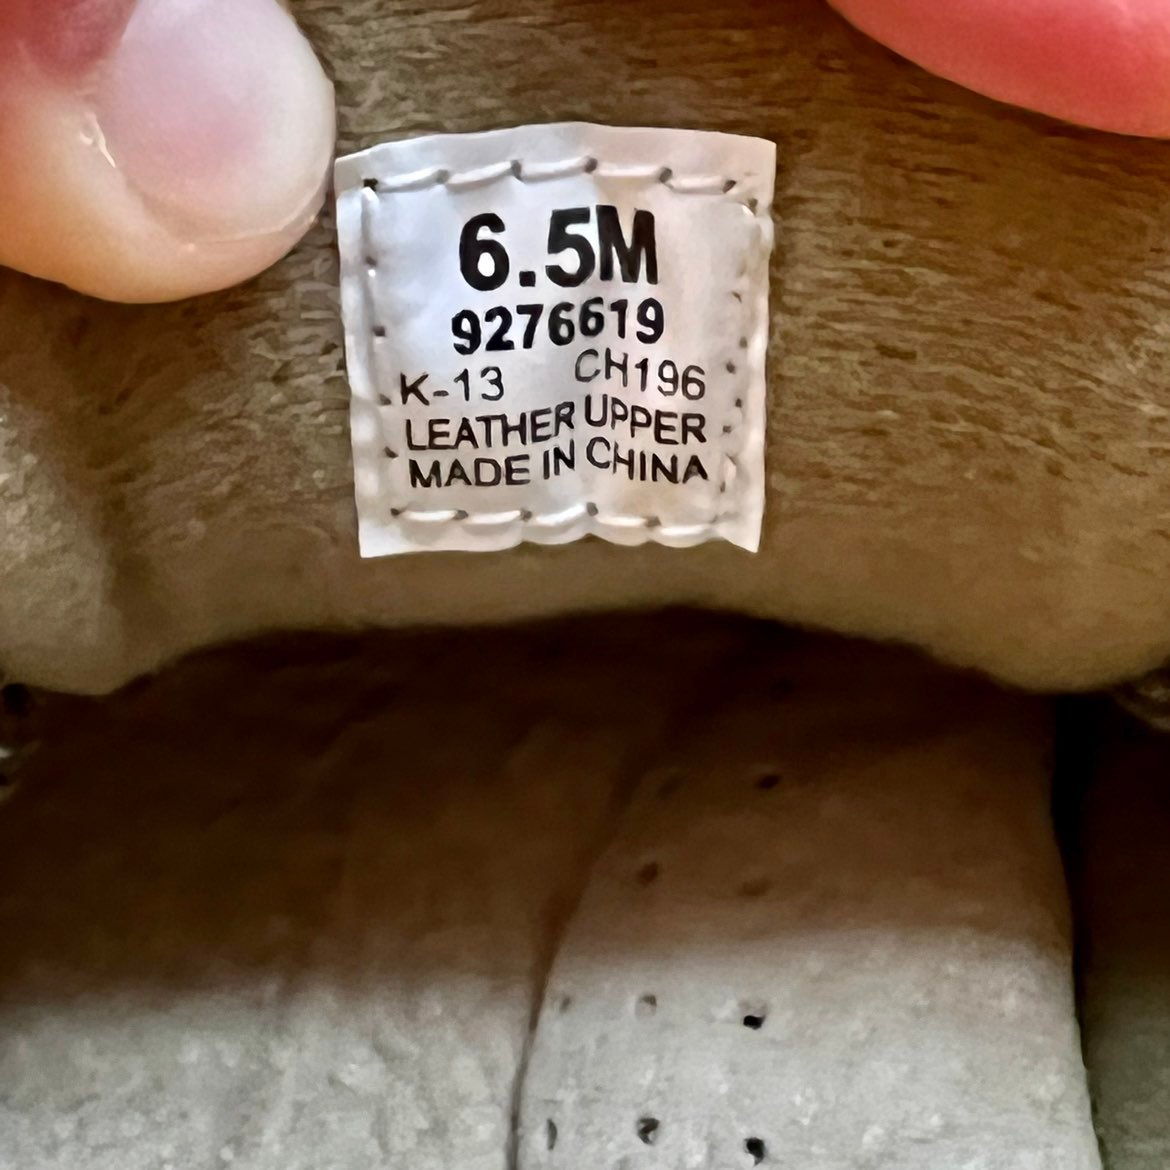 6.5M
9276619
K-13 CH196
LEATHER UPPER
MADE IN CHINA